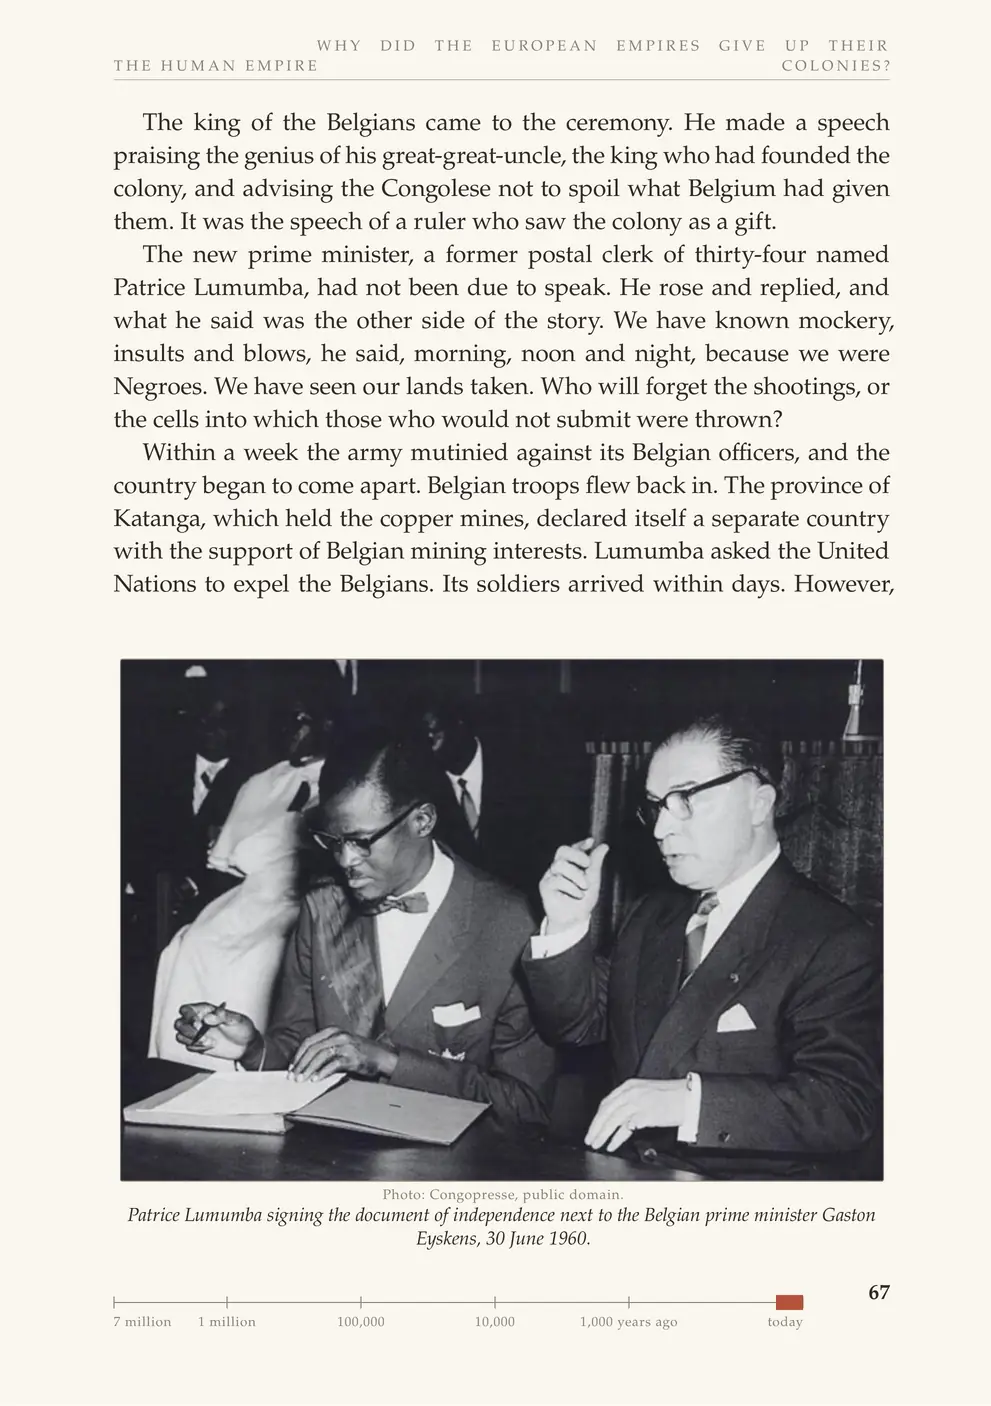 WHY DID THE EUROPEAN EMPIRES GIVE UP THEIR
THE HUMAN EMPIRE COLONIES?
The king of the Belgians came to the ceremony. He made a speech
praising the genius of his great-great-uncle, the king who had founded the
colony, and advising the Congolese not to spoil what Belgium had given
them. It was the speech of a ruler who saw the colony as a gift.
The new prime minister, a former postal clerk of thirty-four named
Patrice Lumumba, had not been due to speak. He rose and replied, and
what he said was the other side of the story. We have known mockery,
insults and blows, he said, morning, noon and night, because we were
Negroes. We have seen our lands taken. Who will forget the shootings, or
the cells into which those who would not submit were thrown?
Within a week the army mutinied against its Belgian officers, and the
country began to come apart. Belgian troops flew back in. The province of
Katanga, which held the copper mines, declared itself a separate country
with the support of Belgian mining interests. Lumumba asked the United
Nations to expel the Belgians. Its soldiers arrived within days. However,
Photo: Congopresse, public domain.
Patrice Lumumba signing the document of independence next to the Belgian prime minister Gaston
Eyskens, 30 June 1960.
67
7 million 1 million 100,000 10,000 1,000 years ago today